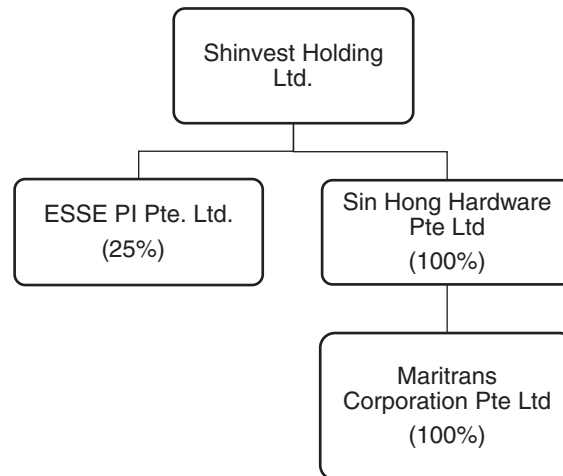 Shinvest Holding
Ltd.
ESSE PI Pte. Ltd.
(25%)
Sin Hong Hardware
Pte Ltd
(100%)
Maritrans
Corporation Pte Ltd
(100%)